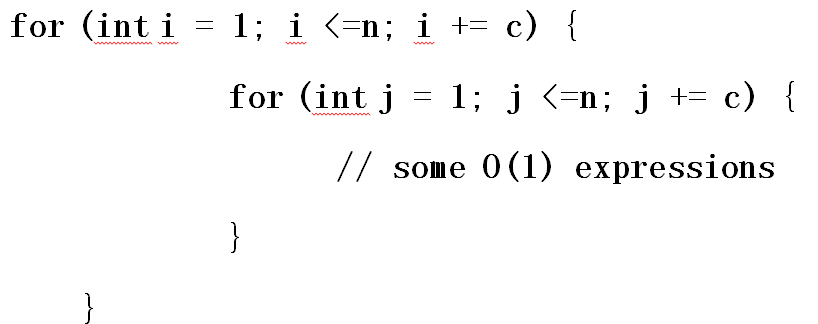 for (int i = 1; i <=n; i += c) {
for (int j = 1; j <=n; j += c) {
// some O(1) expressions
}
}